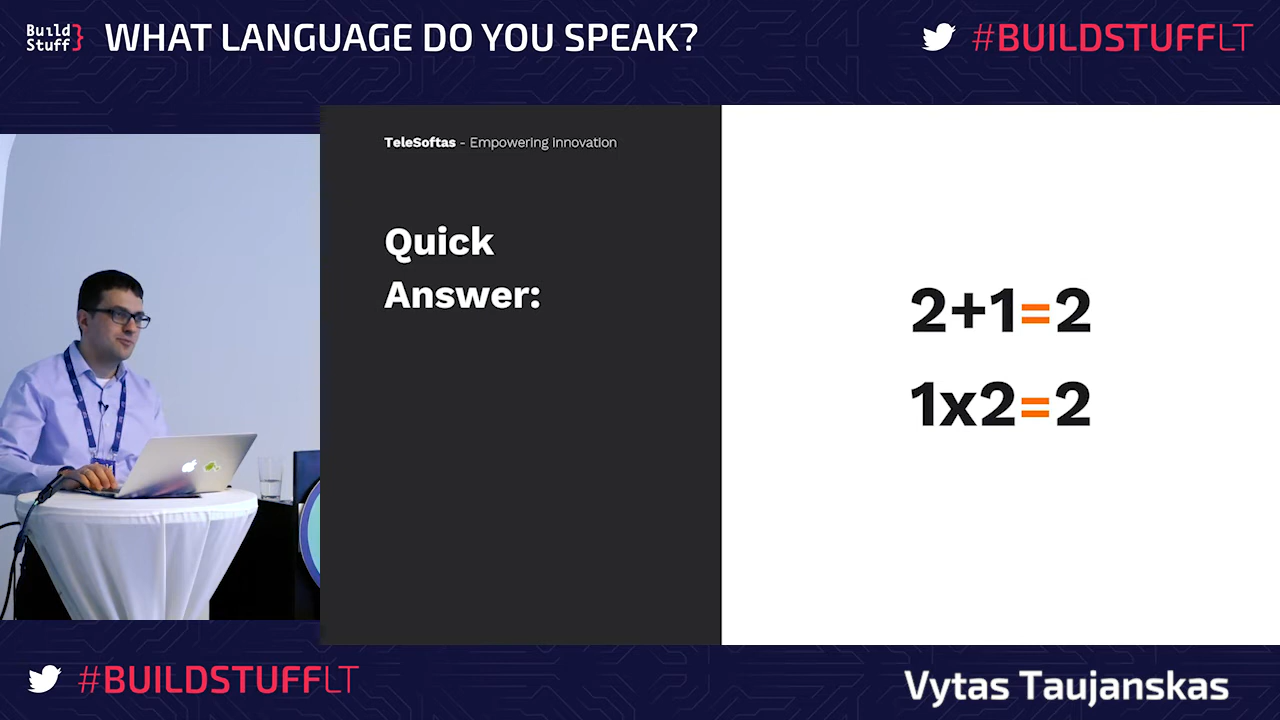 Build
Stuff}
WHAT LANGUAGE DO YOU SPEAK?
#BUILDSTUFFLT
TeleSoftas - Empowering Innovation
Quick
Answer:
2+1=2
1x2=2
#BUILDSTUFFLT
Vytas Taujanskas